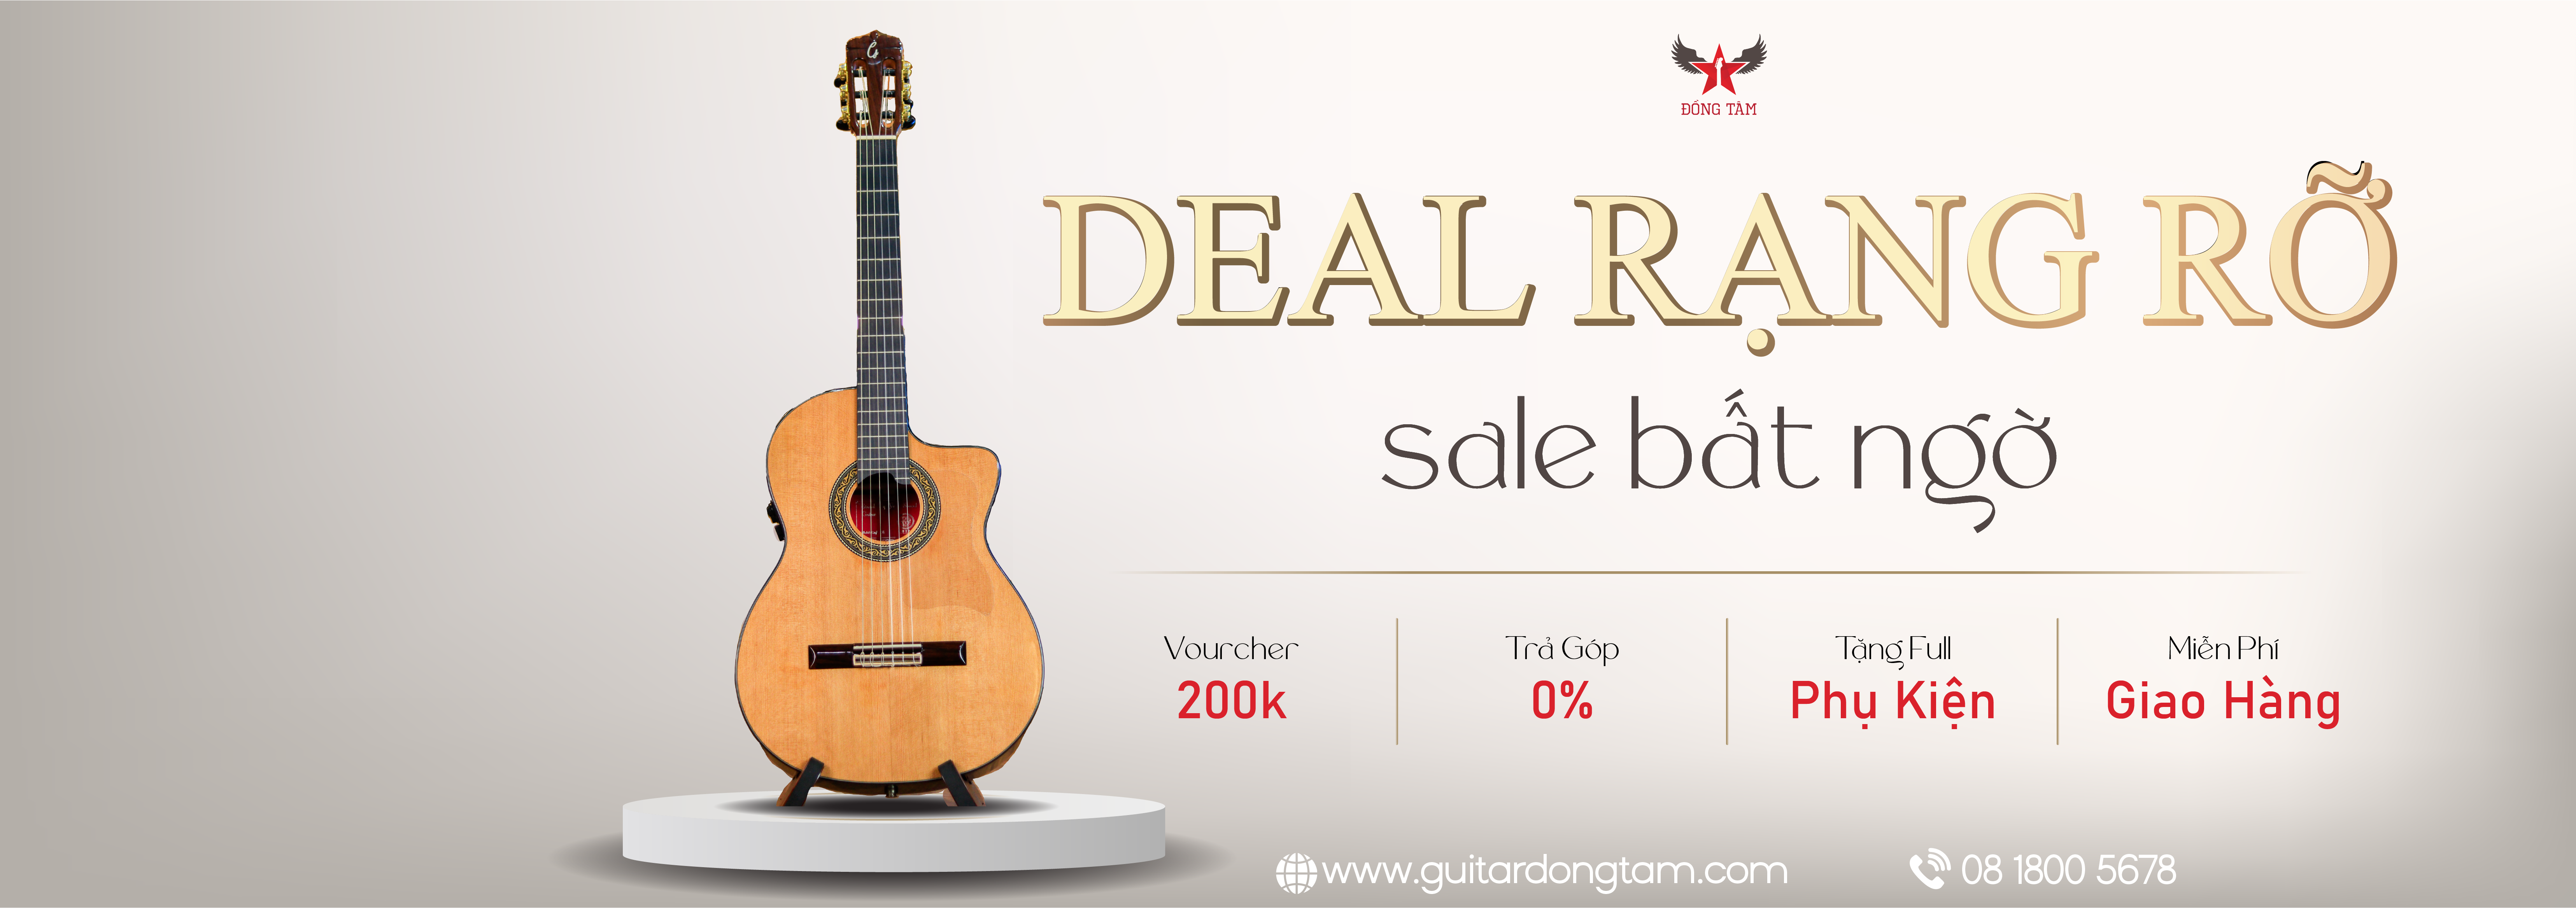 ĐỒNG TÂM
DEAL RẠNG RỠ
sale bất ngờ
Vourcher
200k
Trả Góp
0%
Tặng Full
Phụ Kiện
Miễn Phí
Giao Hàng
www.guitardongtam.com
08 1800 5678